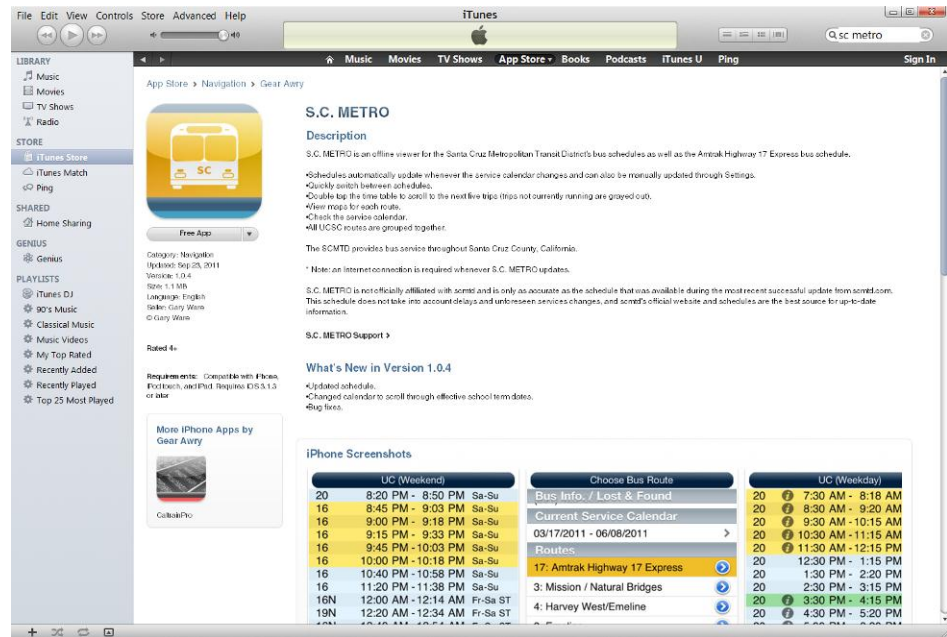 File Edit View Controls Store Advanced Help
iTunes
sc metro
LIBRARY
Music
Movies
TV Shows
Radio
STORE
iTunes Store
iTunes Match
Ping
SHARED
Home Sharing
GENIUS
Genius
PLAYLISTS
iTunes DJ
90's Music
Classical Music
Music Videos
My Top Rated
Recently Added
Recently Played
Top 25 Most Played
Music Movies TV Shows App Store Books Podcasts iTunes U Ping Sign In
App Store > Navigation > Gear Awry
SC
Free App
Category: Navigation
Updated: Sep 23, 2011
Version: 1.0.4
Size: 1.1 MB
Language: English
Seller: Gary Ware
© Gary Ware
Rated 4+
Requirements: Compatible with iPhone,
iPod touch, and iPad. Requires iOS 3.1.3
or later
More iPhone Apps by
Gear Awry
CaltrainPro
S.C. METRO
Description
S.C. METRO is an offline viewer for the Santa Cruz Metropolitan Transit District's bus schedules as well as the Amtrak Highway 17 Express bus schedule.
•Schedules automatically update whenever the service calendar changes and can also be manually updated through Settings.
•Quickly switch between schedules.
•Double tap the time table to scroll to the next five trips (trips not currently running are grayed out).
•View maps for each route.
•Check the service calendar.
•All UCSC routes are grouped together.
The SCMTD provides bus service throughout Santa Cruz County, California.
* Note: an Internet connection is required whenever S.C. METRO updates.
S.C. METRO is not officially affiliated with scmtd and is only as accurate as the schedule that was available during the most recent successful update from scmtd.com.
This schedule does not take into account delays and unforeseen services changes, and scmtd's official website and schedules are the best source for up-to-date
information.
S.C. METRO Support >
What's New in Version 1.0.4
•Updated schedule.
•Changed calendar to scroll through effective school term dates.
•Bug fixes.
iPhone Screenshots
UC (Weekend)
20 8:20 PM - 8:50 PM Sa-Su
16 8:45 PM - 9:03 PM Sa-Su
16 9:00 PM - 9:18 PM Sa-Su
16 9:15 PM - 9:33 PM Sa-Su
16 9:45 PM - 10:03 PM Sa-Su
16 10:00 PM - 10:18 PM Sa-Su
16 10:40 PM - 10:58 PM Sa-Su
16 11:20 PM - 11:38 PM Sa-Su
16N 12:00 AM - 12:14 AM Fr-Sa ST
19N 12:00 AM - 12:34 AM Fr-Sa ST
Choose Bus Route
Bus Info. / Lost & Found
Current Service Calendar
03/17/2011 - 06/08/2011
Routes
17: Amtrak Highway 17 Express
3: Mission / Natural Bridges
4: Harvey West/Emeline
UC (Weekday)
20 7:30 AM - 8:18 AM
20 8:30 AM - 9:20 AM
20 9:30 AM - 10:15 AM
20 10:30 AM - 11:15 AM
20 11:30 AM - 12:15 PM
20 12:30 PM - 1:15 PM
20 1:30 PM - 2:20 PM
20 2:30 PM - 3:15 PM
20 3:30 PM - 4:15 PM
20 4:30 PM - 5:20 PM